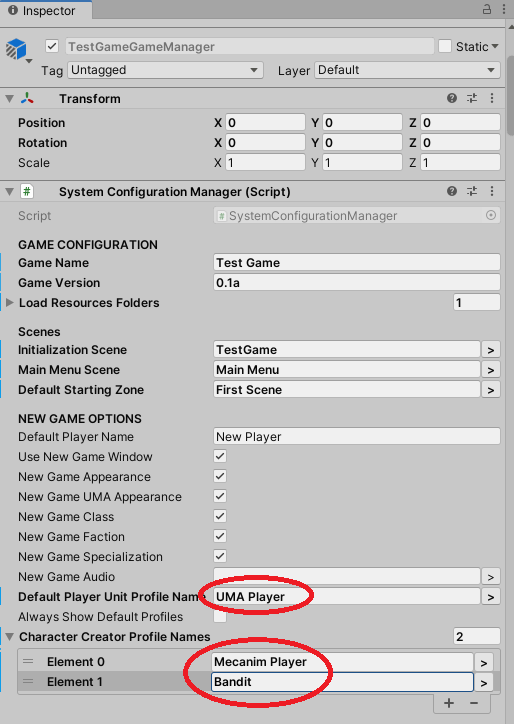 Inspector
TestGameGameManager Static
Tag Untagged Layer Default
Transform
Position X 0 Y 0 Z 0
Rotation X 0 Y 0 Z 0
Scale X 1 Y 1 Z 1
# System Configuration Manager (Script)
Script # SystemConfigurationManager
GAME CONFIGURATION
Game Name Test Game
Game Version 0.1a
Load Resources Folders 1
Scenes
Initialization Scene TestGame >
Main Menu Scene Main Menu >
Default Starting Zone First Scene >
NEW GAME OPTIONS
Default Player Name New Player
Use New Game Window
New Game Appearance
New Game UMA Appearance
New Game Class
New Game Faction
New Game Specialization
New Game Audio >
Default Player Unit Profile Name UMA Player >
Always Show Default Profiles
Character Creator Profile Names 2
= Element 0 Mecanim Player >
= Element 1 Bandit >
+ −